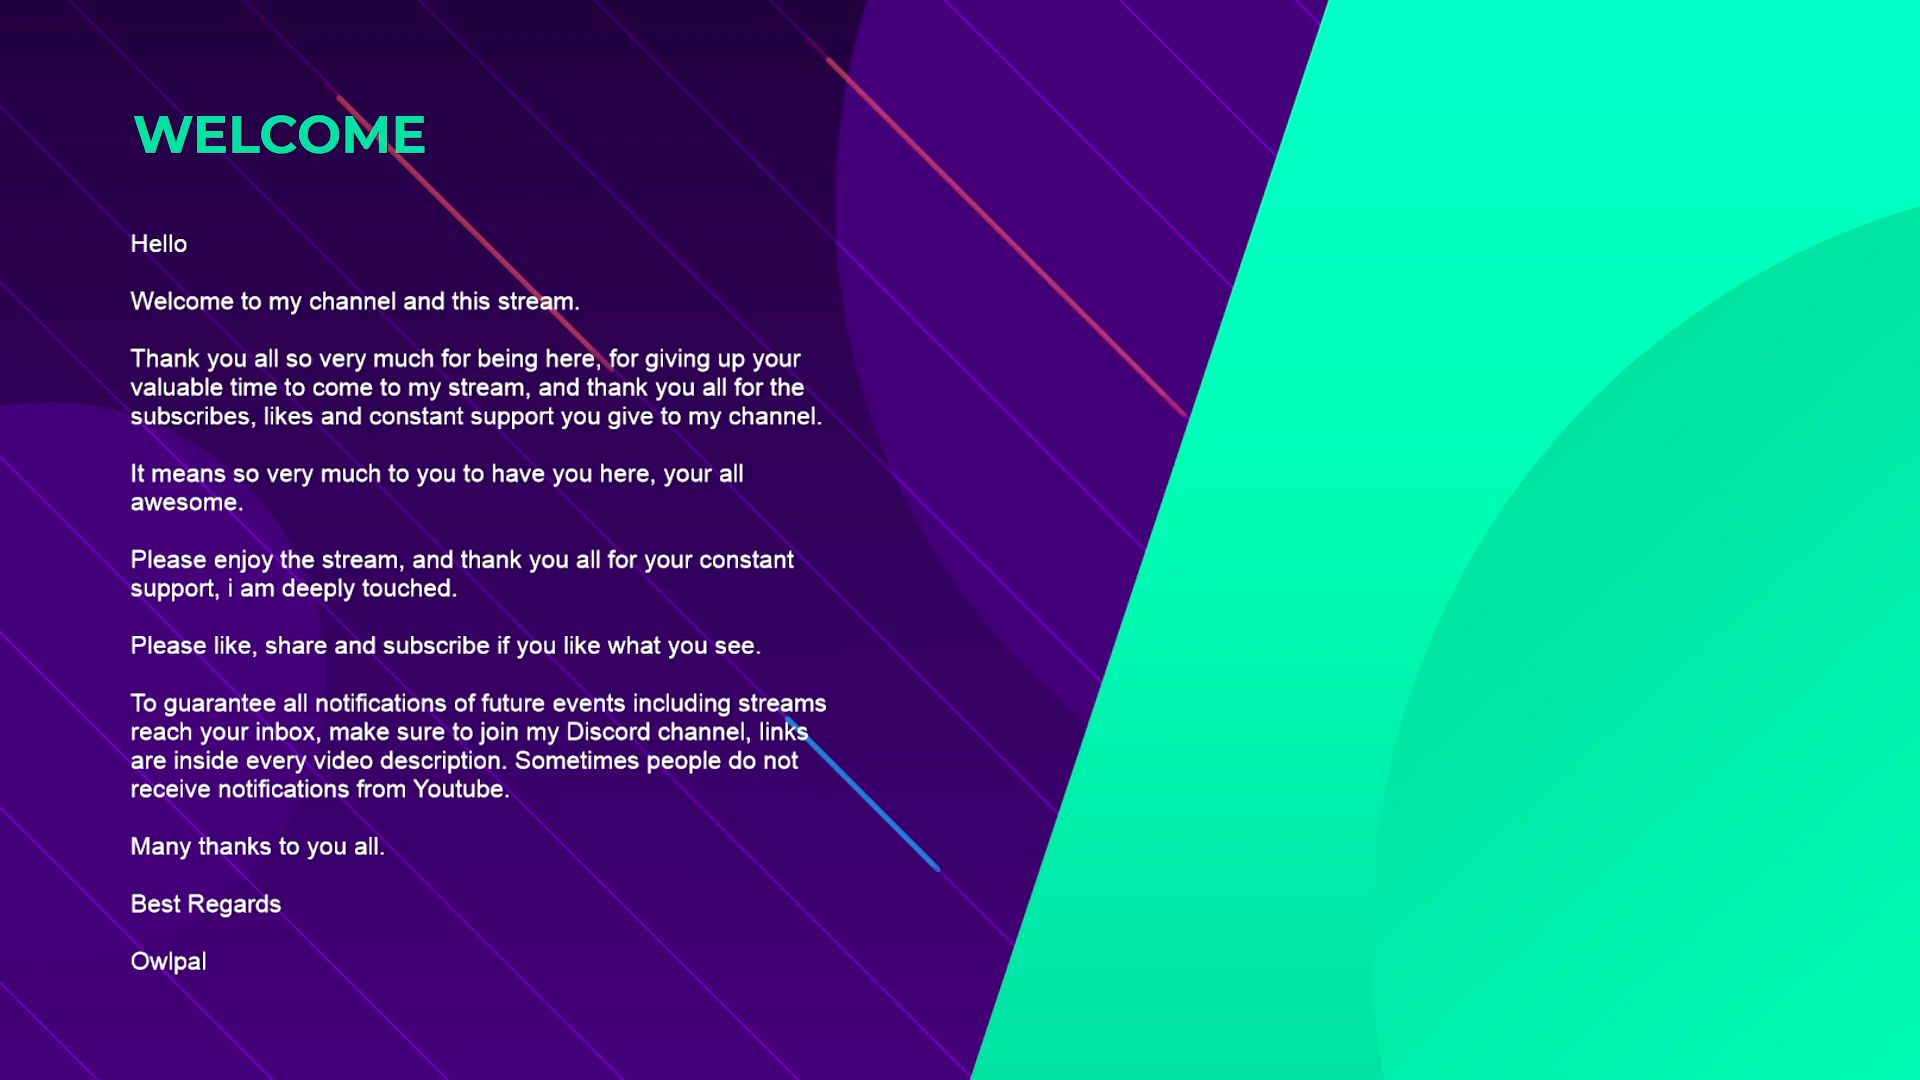 WELCOME
Hello
Welcome to my channel and this stream.
Thank you all so very much for being here, for giving up your
valuable time to come to my stream, and thank you all for the
subscribes, likes and constant support you give to my channel.
It means so very much to you to have you here, your all
awesome.
Please enjoy the stream, and thank you all for your constant
support, i am deeply touched.
Please like, share and subscribe if you like what you see.
To guarantee all notifications of future events including streams
reach your inbox, make sure to join my Discord channel, links
are inside every video description. Sometimes people do not
receive notifications from Youtube.
Many thanks to you all.
Best Regards
Owlpal